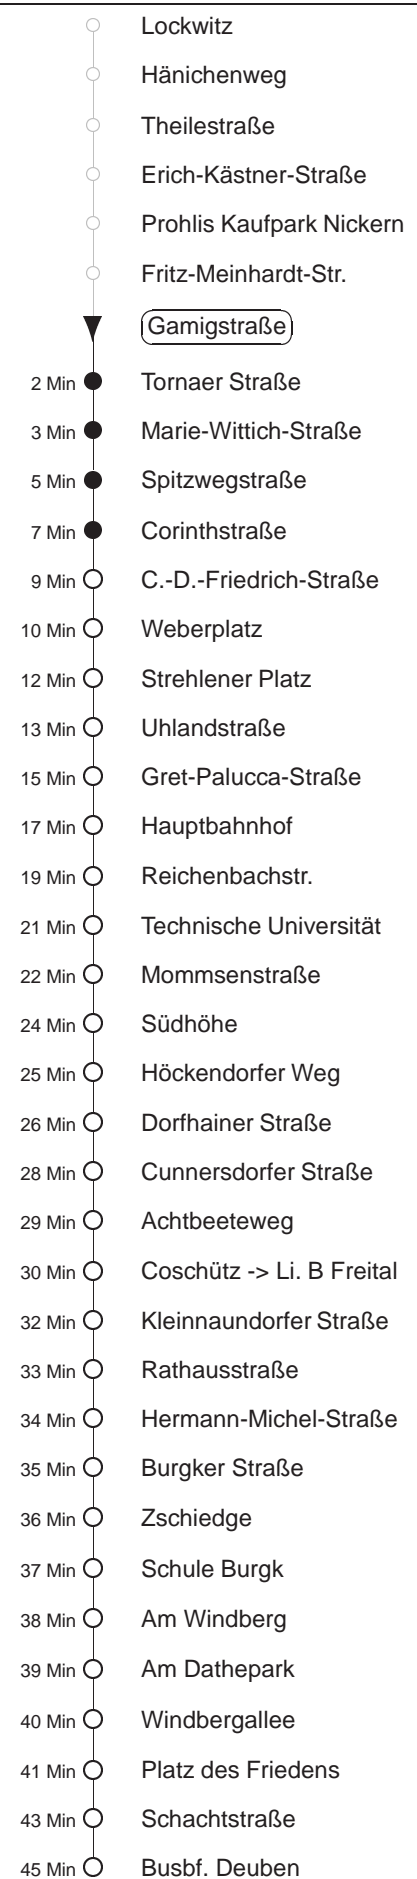 Lockwitz
Hänichenweg
Theilestraße
Erich-Kästner-Straße
Prohlis Kaufpark Nickern
Fritz-Meinhardt-Str.
Gamigstraße
2 Min Tornaer Straße
3 Min Marie-Wittich-Straße
5 Min Spitzwegstraße
7 Min Corinthstraße
9 Min C.-D.-Friedrich-Straße
10 Min Weberplatz
12 Min Strehlener Platz
13 Min Uhlandstraße
15 Min Gret-Palucca-Straße
17 Min Hauptbahnhof
19 Min Reichenbachstr.
21 Min Technische Universität
22 Min Mommsenstraße
24 Min Südhöhe
25 Min Höckendorfer Weg
26 Min Dorfhainer Straße
28 Min Cunnersdorfer Straße
29 Min Achtbeeteweg
30 Min Coschütz -> Li. B Freital
32 Min Kleinnaundorfer Straße
33 Min Rathausstraße
34 Min Hermann-Michel-Straße
35 Min Burgker Straße
36 Min Zschiedge
37 Min Schule Burgk
38 Min Am Windberg
39 Min Am Dathepark
40 Min Windbergallee
41 Min Platz des Friedens
43 Min Schachtstraße
45 Min Busbf. Deuben